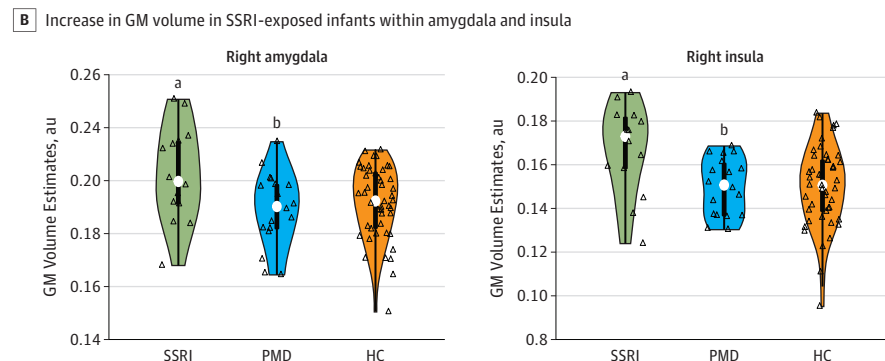 B Increase in GM volume in SSRI-exposed infants within amygdala and insula
Right amygdala
GM Volume Estimates, au
0.26
0.24
0.22
0.20
0.18
0.16
0.14
a
b
SSRI PMD HC
Right insula
GM Volume Estimates, au
0.20
0.18
0.16
0.14
0.12
0.10
0.8
a
b
SSRI PMD HC